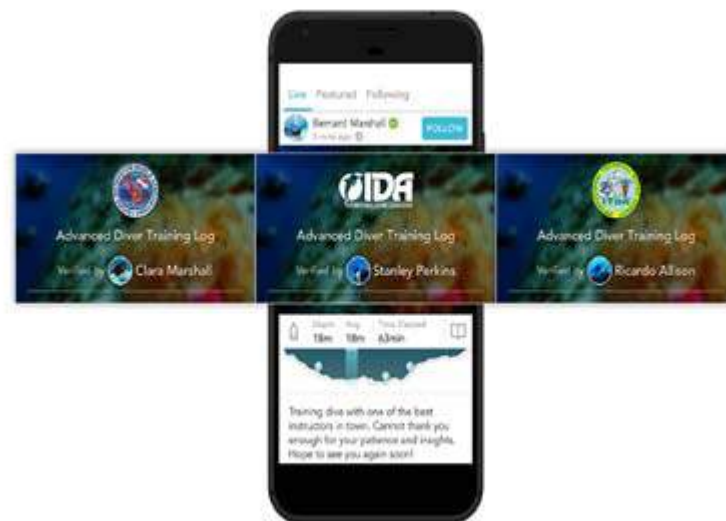 Live Featured Following
Bernard Marshall
FOLLOW
IDA
Advanced Diver Training Log
Verified by Clara Marshall
Advanced Diver Training Log
Verified by Stanley Perkins
Advanced Diver Training Log
Verified by Ricardo Allison
Depth Avg Time Elapsed
18m 18m 63min
Training dive with one of the best
instructors in town. Cannot thank you
enough for your patience and insights.
Hope to see you again soon!